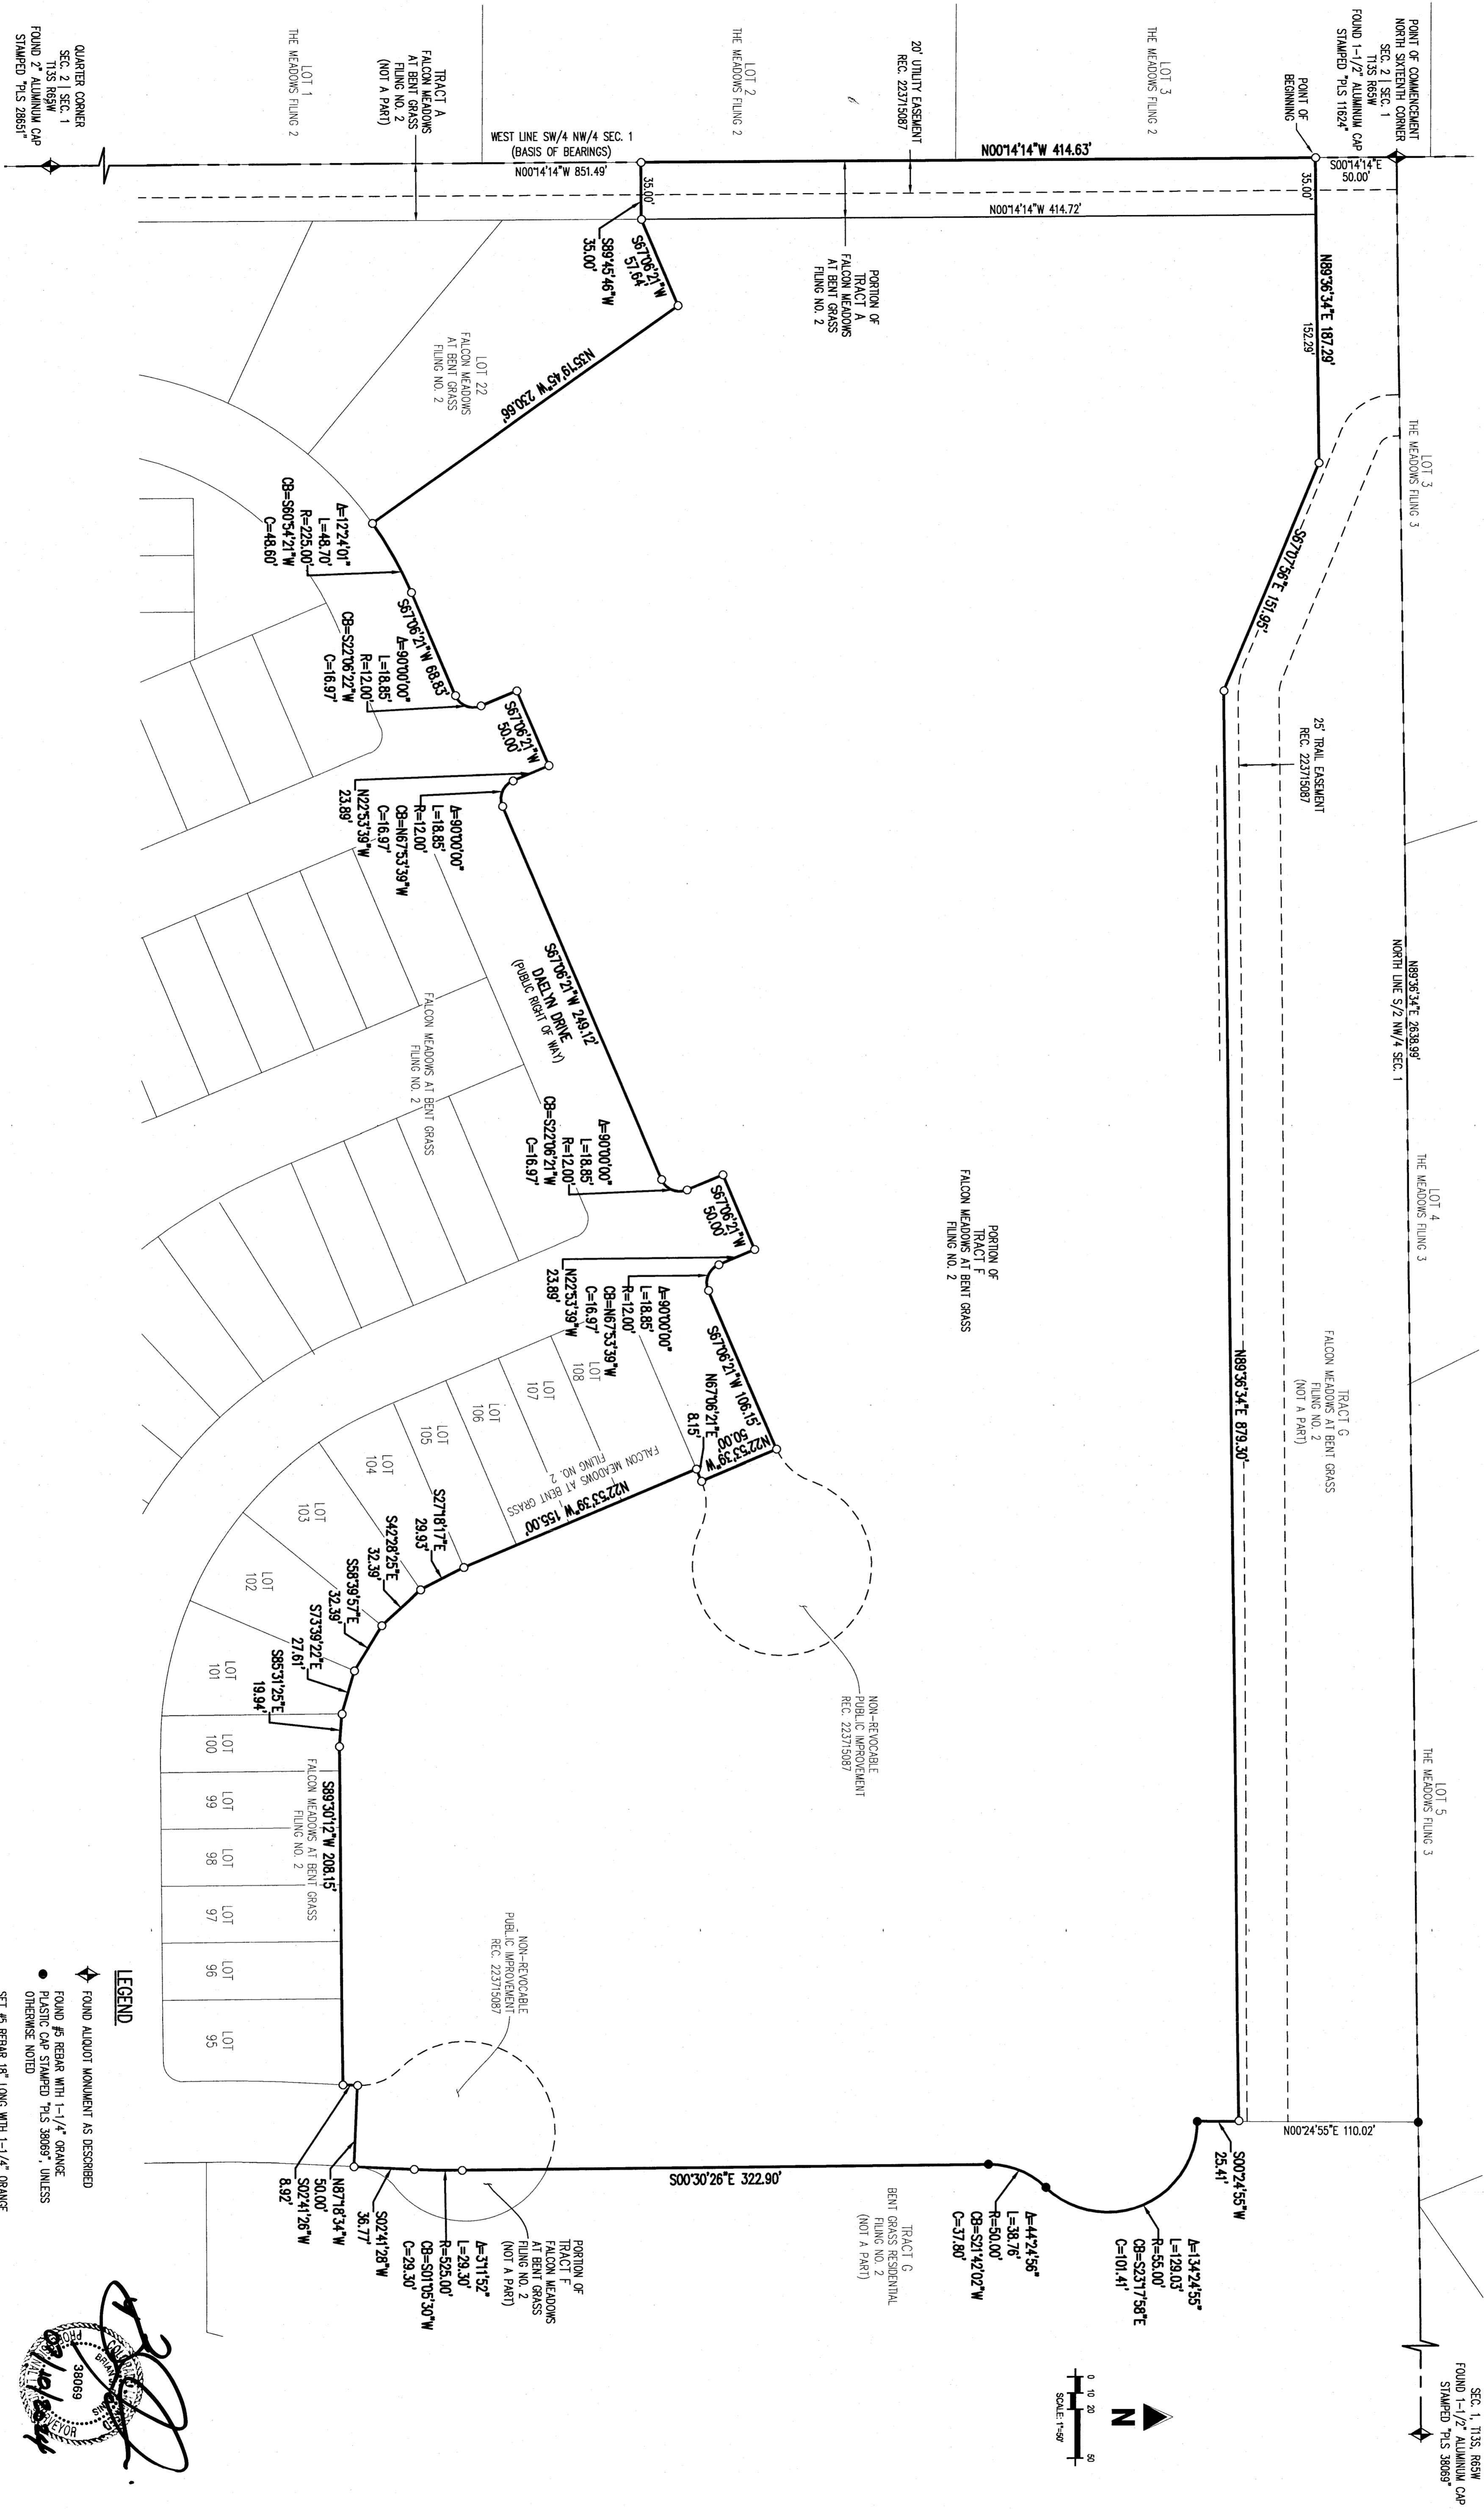 POINT OF COMMENCEMENT
NORTH SIXTEENTH CORNER
SEC. 2 | SEC. 1
T13S R65W
FOUND 1-1/2" ALUMINUM CAP
STAMPED "PLS 11624"
POINT OF
BEGINNING
S00°14'14"E
50.00'
LOT 3
THE MEADOWS FILING 2
20' UTILITY EASEMENT
REC. 223715087
LOT 2
THE MEADOWS FILING 2
TRACT A
FALCON MEADOWS
AT BENT GRASS
FILING NO. 2
(NOT A PART)
LOT 1
THE MEADOWS FILING 2
QUARTER CORNER
SEC. 2 | SEC. 1
T13S R65W
FOUND 2" ALUMINUM CAP
STAMPED "PLS 28651"
WEST LINE SW/4 NW/4 SEC. 1
(BASIS OF BEARINGS)
N00°14'14"W 851.49'
N00°14'14"W 414.63'
N00°14'14"W 414.72'
35.00'
35.00'
S89°45'46"W
35.00'
S67°06'21"W
57.64'
PORTION OF
TRACT A
FALCON MEADOWS
AT BENT GRASS
FILING NO. 2
N89°36'34"E 187.29'
152.29'
LOT 3
THE MEADOWS FILING 3
S67°07'56"E 151.95'
25' TRAIL EASEMENT
REC. 223715087
N89°36'34"E 2638.99'
NORTH LINE S/2 NW/4 SEC. 1
LOT 4
THE MEADOWS FILING 3
TRACT G
FALCON MEADOWS AT BENT GRASS
FILING NO. 2
(NOT A PART)
N89°36'34"E 879.30'
LOT 5
THE MEADOWS FILING 3
N00°24'55"E 110.02'
S00°24'55"W
25.41'
SEC. 1, T13S, R65W
FOUND 1-1/2" ALUMINUM CAP
STAMPED "PLS 38069"
LOT 22
FALCON MEADOWS
AT BENT GRASS
FILING NO. 2
N35°19'45"W 230.66'
Δ=12°24'01"
L=48.70'
R=225.00'
CB=S60°54'21"W
C=48.60'
S67°06'21"W 68.83'
Δ=90°00'00"
L=18.85'
R=12.00'
CB=S22°06'22"W
C=16.97'
S67°06'21"W
50.00'
N22°53'39"W
23.89'
Δ=90°00'00"
L=18.85'
R=12.00'
CB=N67°53'39"W
C=16.97'
S67°06'21"W 249.12'
DAELYN DRIVE
(PUBLIC RIGHT OF WAY)
FALCON MEADOWS AT BENT GRASS
FILING NO. 2
Δ=90°00'00"
L=18.85'
R=12.00'
CB=S22°06'21"W
C=16.97'
S67°06'21"W
50.00'
N22°53'39"W
23.89'
Δ=90°00'00"
L=18.85'
R=12.00'
CB=N67°53'39"W
C=16.97'
S67°06'21"W 106.15'
N22°53'39"W
50.00'
N67°06'21"E
8.15'
PORTION OF
TRACT F
FALCON MEADOWS AT BENT GRASS
FILING NO. 2
LOT
108
LOT
107
LOT
106
LOT
105
LOT
104
LOT
103
LOT
102
LOT
101
LOT
100
LOT
99
LOT
98
LOT
97
LOT
96
LOT
95
FALCON MEADOWS AT BENT GRASS
FILING NO. 2
N22°53'39"W 155.00'
S27°18'17"E
29.93'
S42°28'25"E
32.39'
S58°39'57"E
32.39'
S73°39'22"E
27.61'
S85°31'25"E
19.94'
S89°30'12"W 208.15'
FALCON MEADOWS AT BENT GRASS
FILING NO. 2
NON-REVOCABLE
PUBLIC IMPROVEMENT
REC. 223715087
NON-REVOCABLE
PUBLIC IMPROVEMENT
REC. 223715087
Δ=134°24'55"
L=129.03'
R=55.00'
CB=S23°17'58"E
C=101.41'
Δ=44°24'56"
L=38.76'
R=50.00'
CB=S21°42'02"W
C=37.80'
TRACT G
BENT GRASS RESIDENTIAL
FILING NO. 2
(NOT A PART)
S00°30'26"E 322.90'
PORTION OF
TRACT F
FALCON MEADOWS
AT BENT GRASS
FILING NO. 2
(NOT A PART)
Δ=3°11'52"
L=29.30'
R=525.00'
CB=S01°05'30"W
C=29.30'
S02°41'28"W
36.77'
N87°18'34"W
50.00'
S02°41'26"W
8.92'
N
0 10 20 50
SCALE: 1"=50'
LEGEND
FOUND ALIQUOT MONUMENT AS DESCRIBED
FOUND #5 REBAR WITH 1-1/4" ORANGE
PLASTIC CAP STAMPED "PLS 38069", UNLESS
OTHERWISE NOTED
SET #5 REBAR 18" LONG WITH 1-1/4" ORANGE
38069